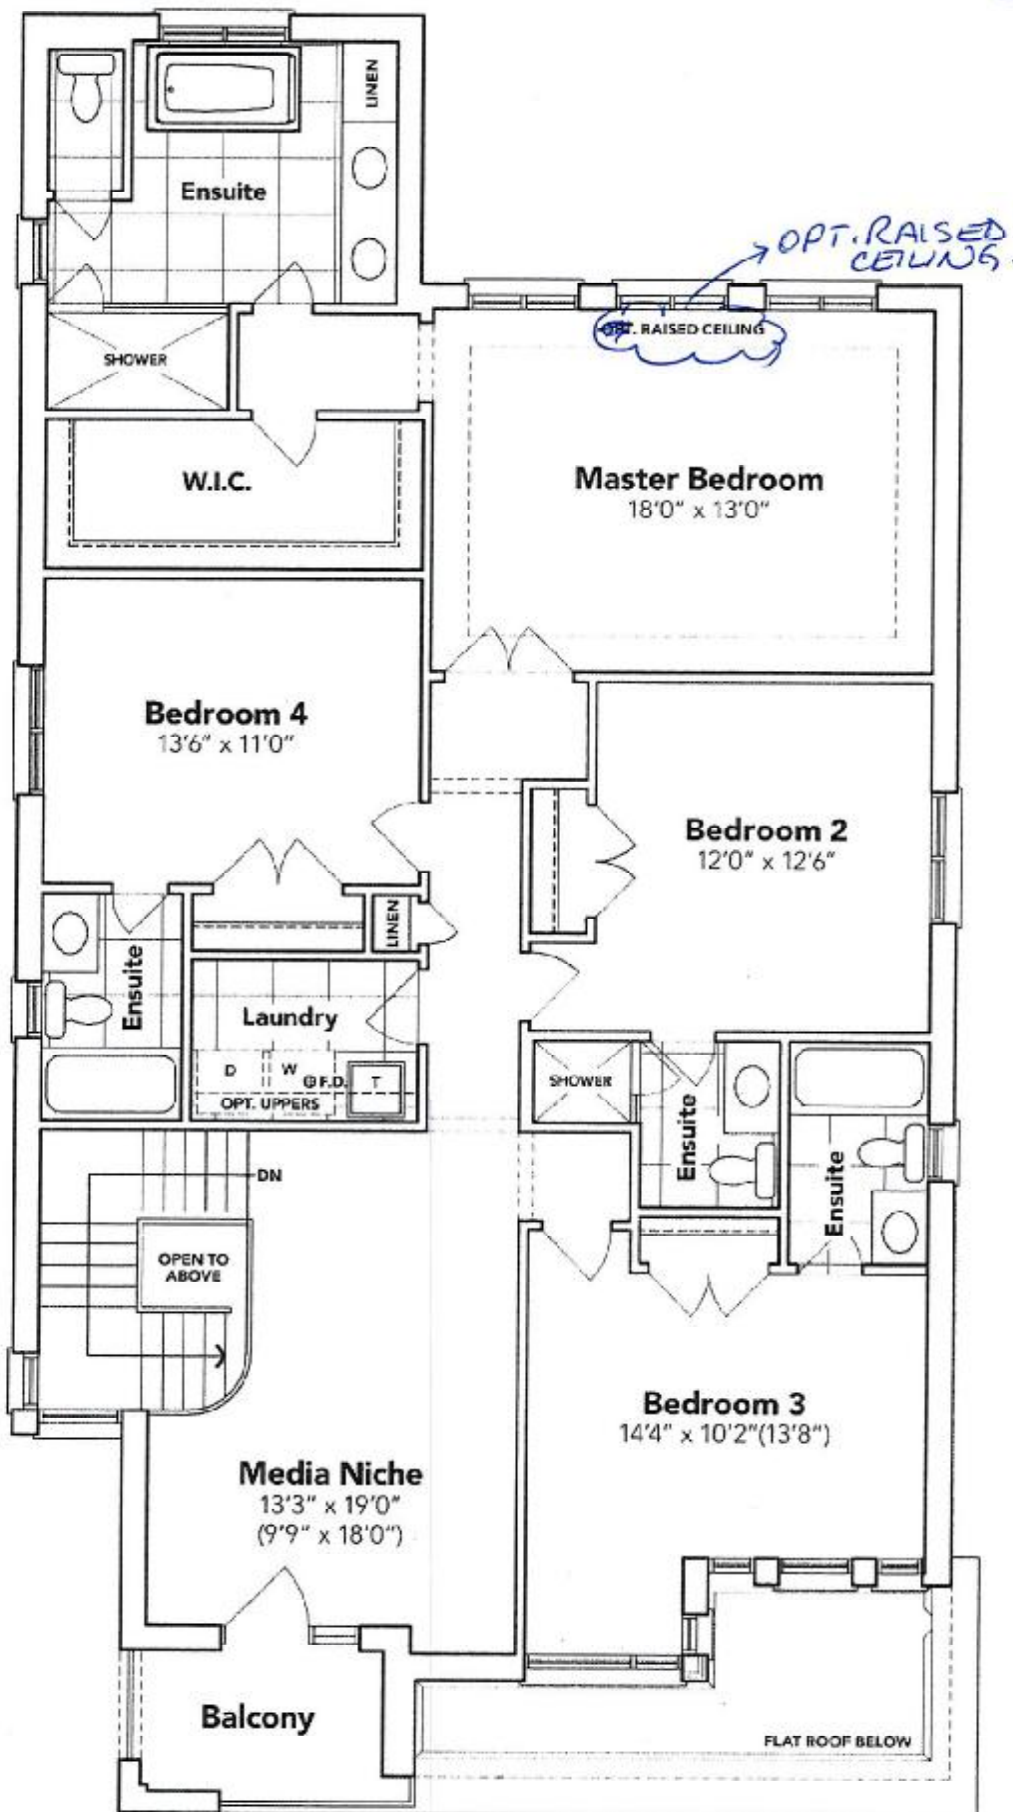 LINEN
Ensuite
OPT. RAISED
CEILING.
OPT. RAISED CEILING
SHOWER
W.I.C.
Master Bedroom
18'0" x 13'0"
Bedroom 4
13'6" x 11'0"
Bedroom 2
12'0" x 12'6"
LINEN
Ensuite
Laundry
D W F.D. T
OPT. UPPERS
SHOWER
Ensuite
Ensuite
DN
OPEN TO
ABOVE
Bedroom 3
14'4" x 10'2"(13'8")
Media Niche
13'3" x 19'0"
(9'9" x 18'0")
Balcony
FLAT ROOF BELOW